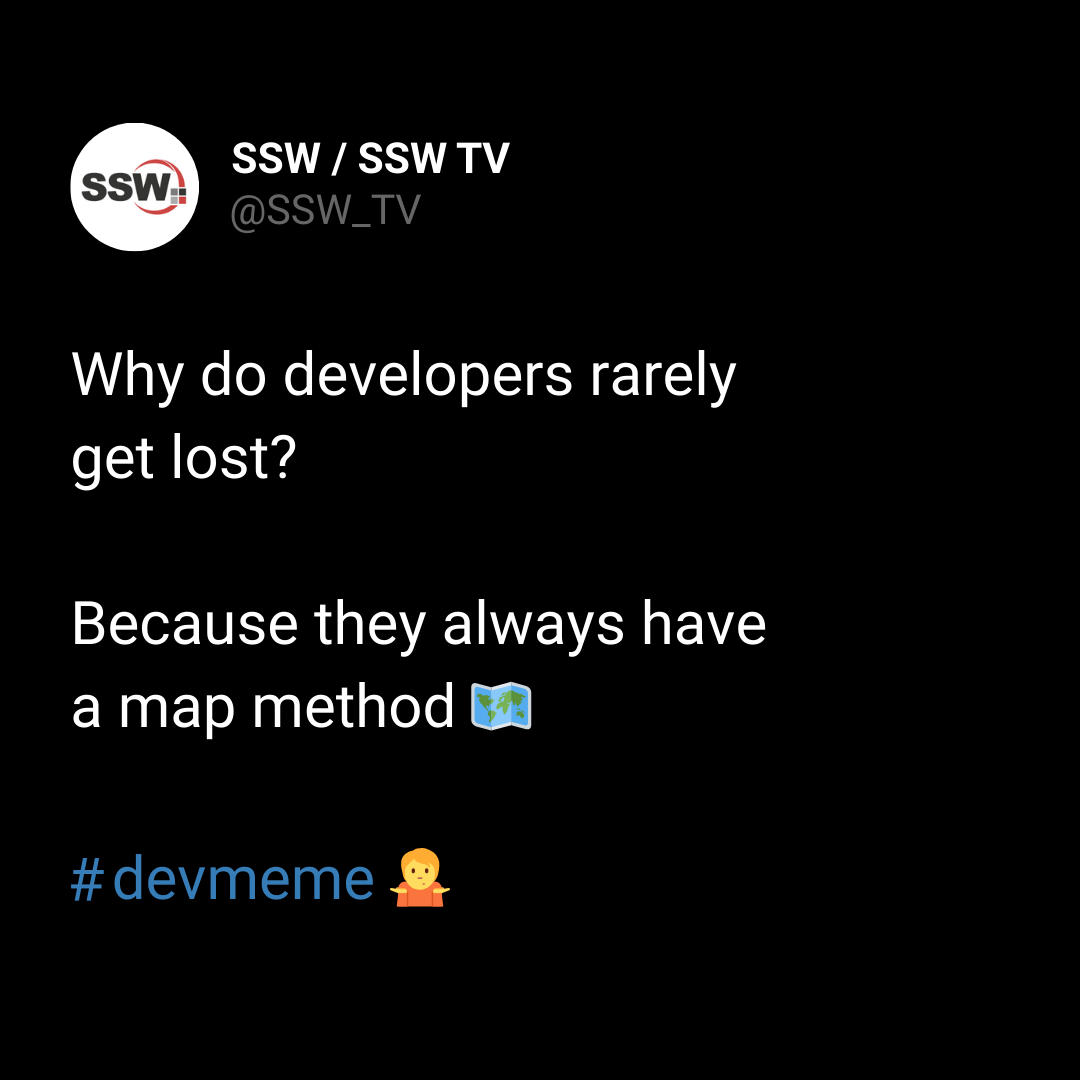 SSW
SSW / SSW TV
@SSW_TV
Why do developers rarely
get lost?
Because they always have
a map method 🗺️
#devmeme 🤷